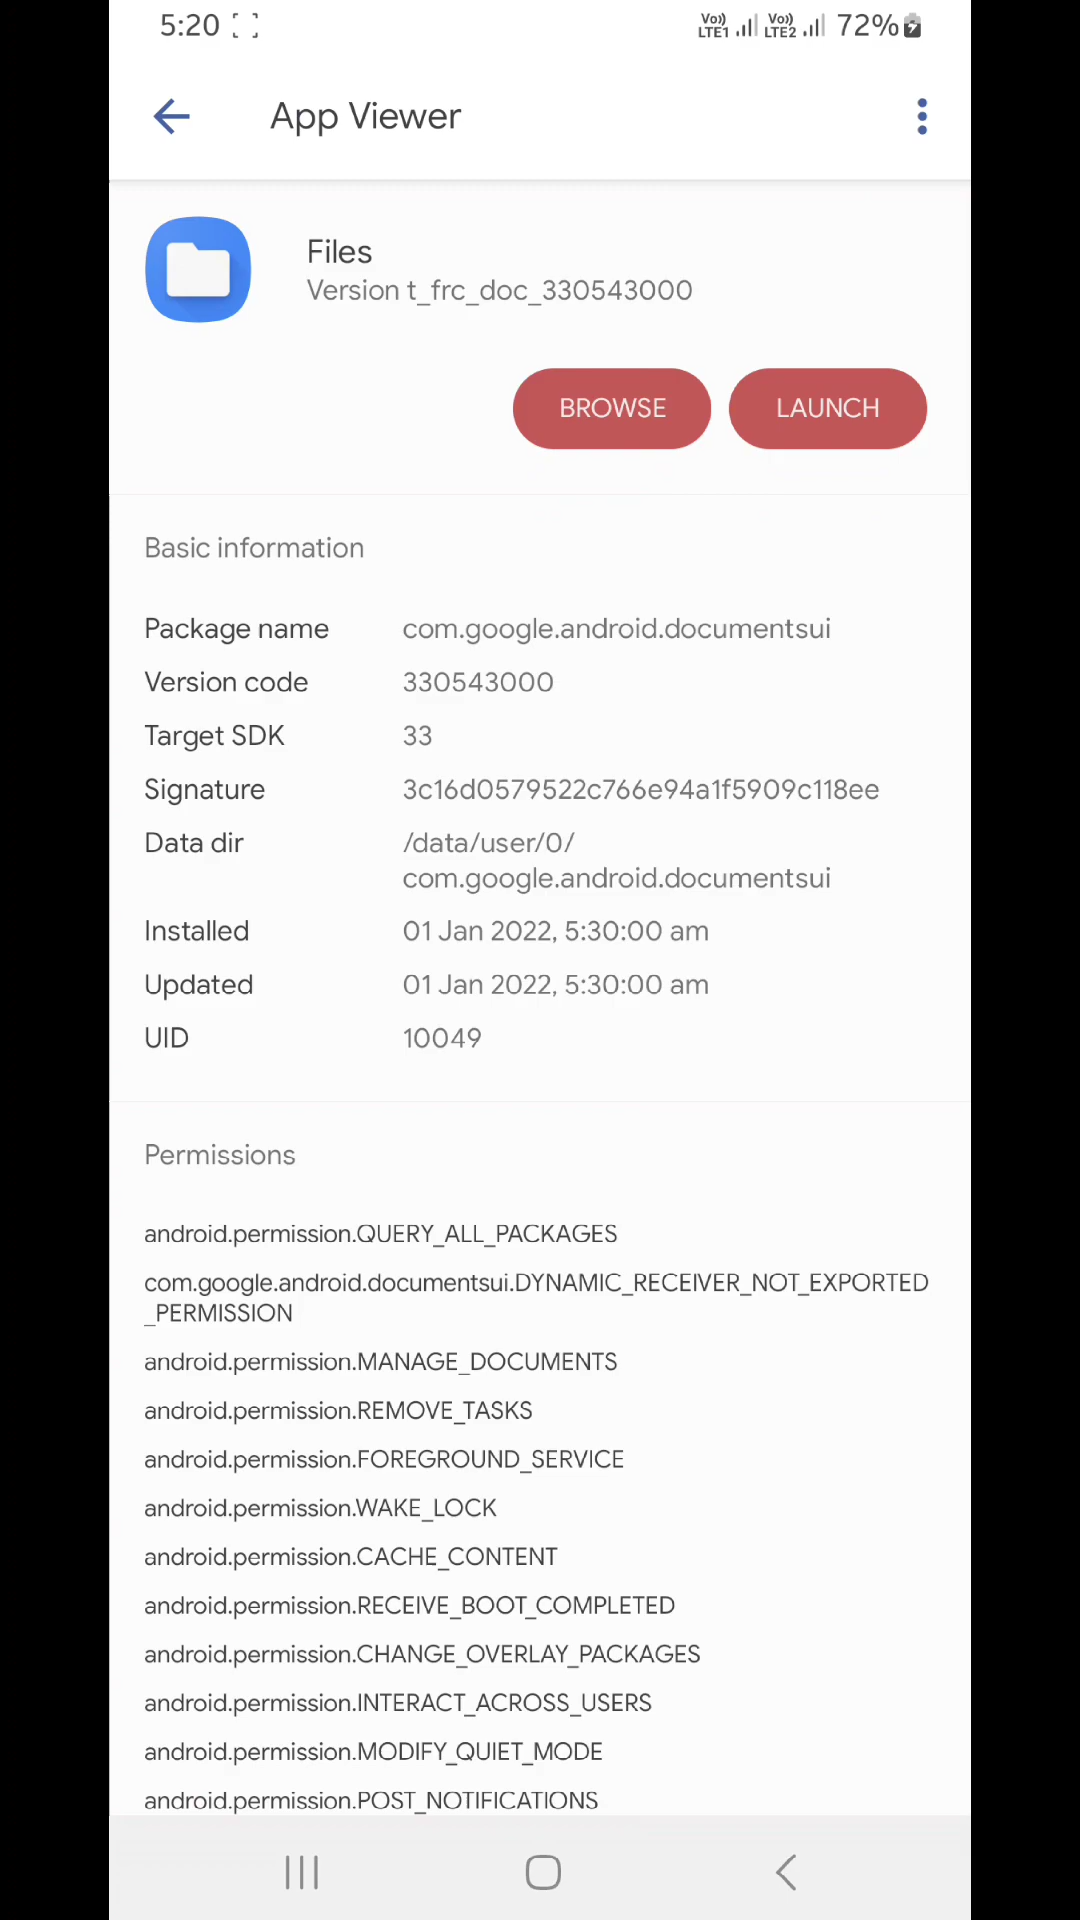 5:20 Vo)) LTE1 Vo)) LTE2 72%
App Viewer
Files
Version t_frc_doc_330543000
BROWSE LAUNCH
Basic information
Package name com.google.android.documentsui
Version code 330543000
Target SDK 33
Signature 3c16d0579522c766e94a1f5909c118ee
Data dir /data/user/0/
com.google.android.documentsui
Installed 01 Jan 2022, 5:30:00 am
Updated 01 Jan 2022, 5:30:00 am
UID 10049
Permissions
android.permission.QUERY_ALL_PACKAGES
com.google.android.documentsui.DYNAMIC_RECEIVER_NOT_EXPORTED
_PERMISSION
android.permission.MANAGE_DOCUMENTS
android.permission.REMOVE_TASKS
android.permission.FOREGROUND_SERVICE
android.permission.WAKE_LOCK
android.permission.CACHE_CONTENT
android.permission.RECEIVE_BOOT_COMPLETED
android.permission.CHANGE_OVERLAY_PACKAGES
android.permission.INTERACT_ACROSS_USERS
android.permission.MODIFY_QUIET_MODE
android.permission.POST_NOTIFICATIONS